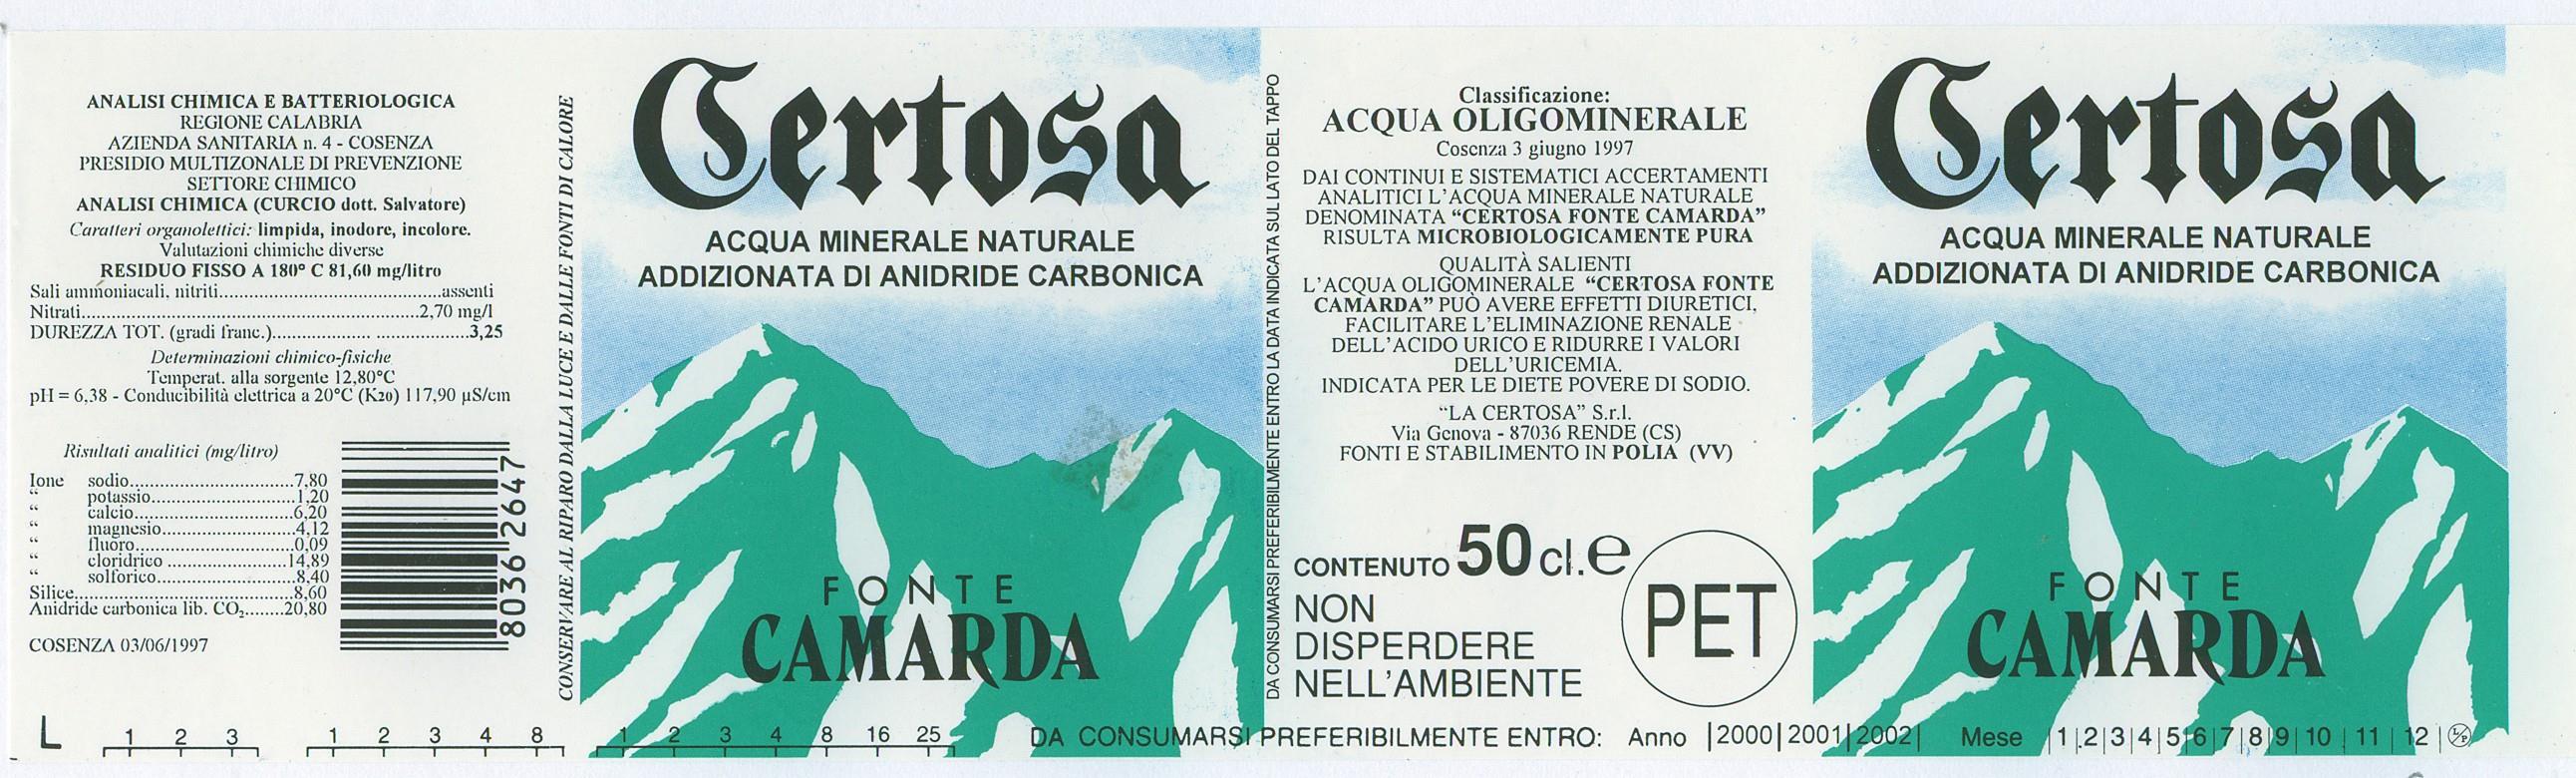 ANALISI CHIMICA E BATTERIOLOGICA
REGIONE CALABRIA
AZIENDA SANITARIA n. 4 - COSENZA
PRESIDIO MULTIZONALE DI PREVENZIONE
SETTORE CHIMICO
ANALISI CHIMICA (CURCIO dott. Salvatore)
Caratteri organolettici: limpida, inodore, incolore.
Valutazioni chimiche diverse
RESIDUO FISSO A 180° C 81,60 mg/litro
Sali ammoniacali, nitriti..............................assenti
Nitrati..............................2,70 mg/l
DUREZZA TOT. (gradi franc.)..............................3,25
Determinazioni chimico-fisiche
Temperat. alla sorgente 12,80°C
pH = 6,38 - Conducibilità elettrica a 20°C (K20) 117,90 µS/cm
Risultati analitici (mg/litro)
Ione sodio..............................7,80
“ potassio..............................1,20
“ calcio..............................6,20
“ magnesio..............................4,12
“ fluoro..............................0,09
“ cloridrico..............................14,89
“ solforico..............................8,40
Silice..............................8,60
Anidride carbonica lib. CO₂.......20,80
COSENZA 03/06/1997
80362647
CONSERVARE AL RIPARO DALLA LUCE E DALLE FONTI DI CALORE
Certosa
ACQUA MINERALE NATURALE
ADDIZIONATA DI ANIDRIDE CARBONICA
FONTE
CAMARDA
DA CONSUMARSI PREFERIBILMENTE ENTRO LA DATA INDICATA SUL LATO DEL TAPPO
Classificazione:
ACQUA OLIGOMINERALE
Cosenza 3 giugno 1997
DAI CONTINUI E SISTEMATICI ACCERTAMENTI
ANALITICI L'ACQUA MINERALE NATURALE
DENOMINATA “CERTOSA FONTE CAMARDA”
RISULTA MICROBIOLOGICAMENTE PURA
QUALITÀ SALIENTI
L'ACQUA OLIGOMINERALE “CERTOSA FONTE
CAMARDA” PUÒ AVERE EFFETTI DIURETICI,
FACILITARE L'ELIMINAZIONE RENALE
DELL'ACIDO URICO E RIDURRE I VALORI
DELL'URICEMIA.
INDICATA PER LE DIETE POVERE DI SODIO.
“LA CERTOSA” S.r.l.
Via Genova - 87036 RENDE (CS)
FONTI E STABILIMENTO IN POLIA (VV)
CONTENUTO 50 cl. e
NON
DISPERDERE
NELL'AMBIENTE
PET
Certosa
ACQUA MINERALE NATURALE
ADDIZIONATA DI ANIDRIDE CARBONICA
FONTE
CAMARDA
L 1 2 3 1 2 3 4 8 1 2 3 4 8 16 25 DA CONSUMARSI PREFERIBILMENTE ENTRO: Anno |2000|2001|2002| Mese |1|2|3|4|5|6|7|8|9|10|11|12|